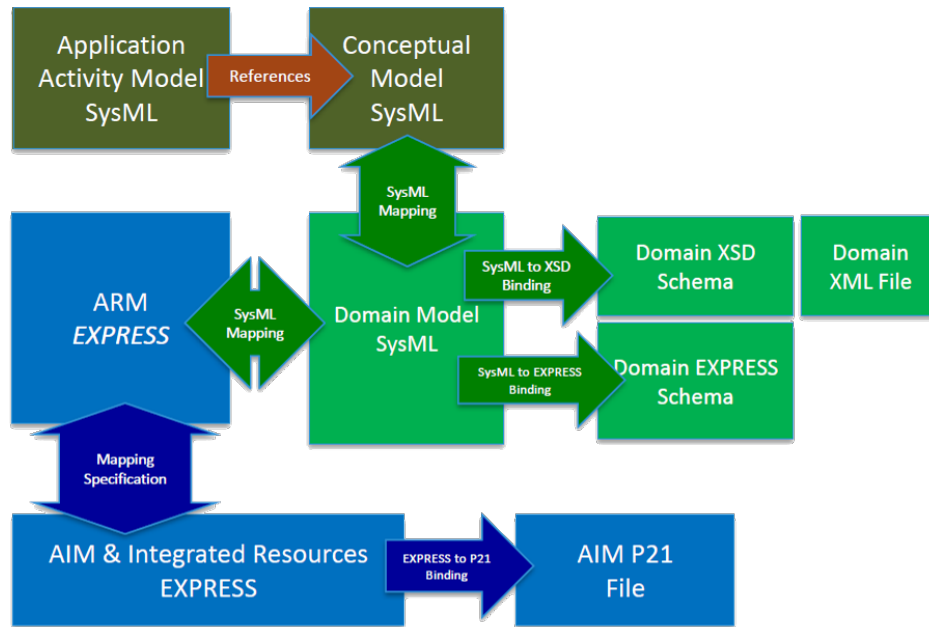 Application
Activity Model
SysML
References
Conceptual
Model
SysML
SysML
Mapping
ARM
EXPRESS
SysML
Mapping
Domain Model
SysML
SysML to XSD
Binding
Domain XSD
Schema
Domain
XML File
SysML to EXPRESS
Binding
Domain EXPRESS
Schema
Mapping
Specification
AIM & Integrated Resources
EXPRESS
EXPRESS to P21
Binding
AIM P21
File